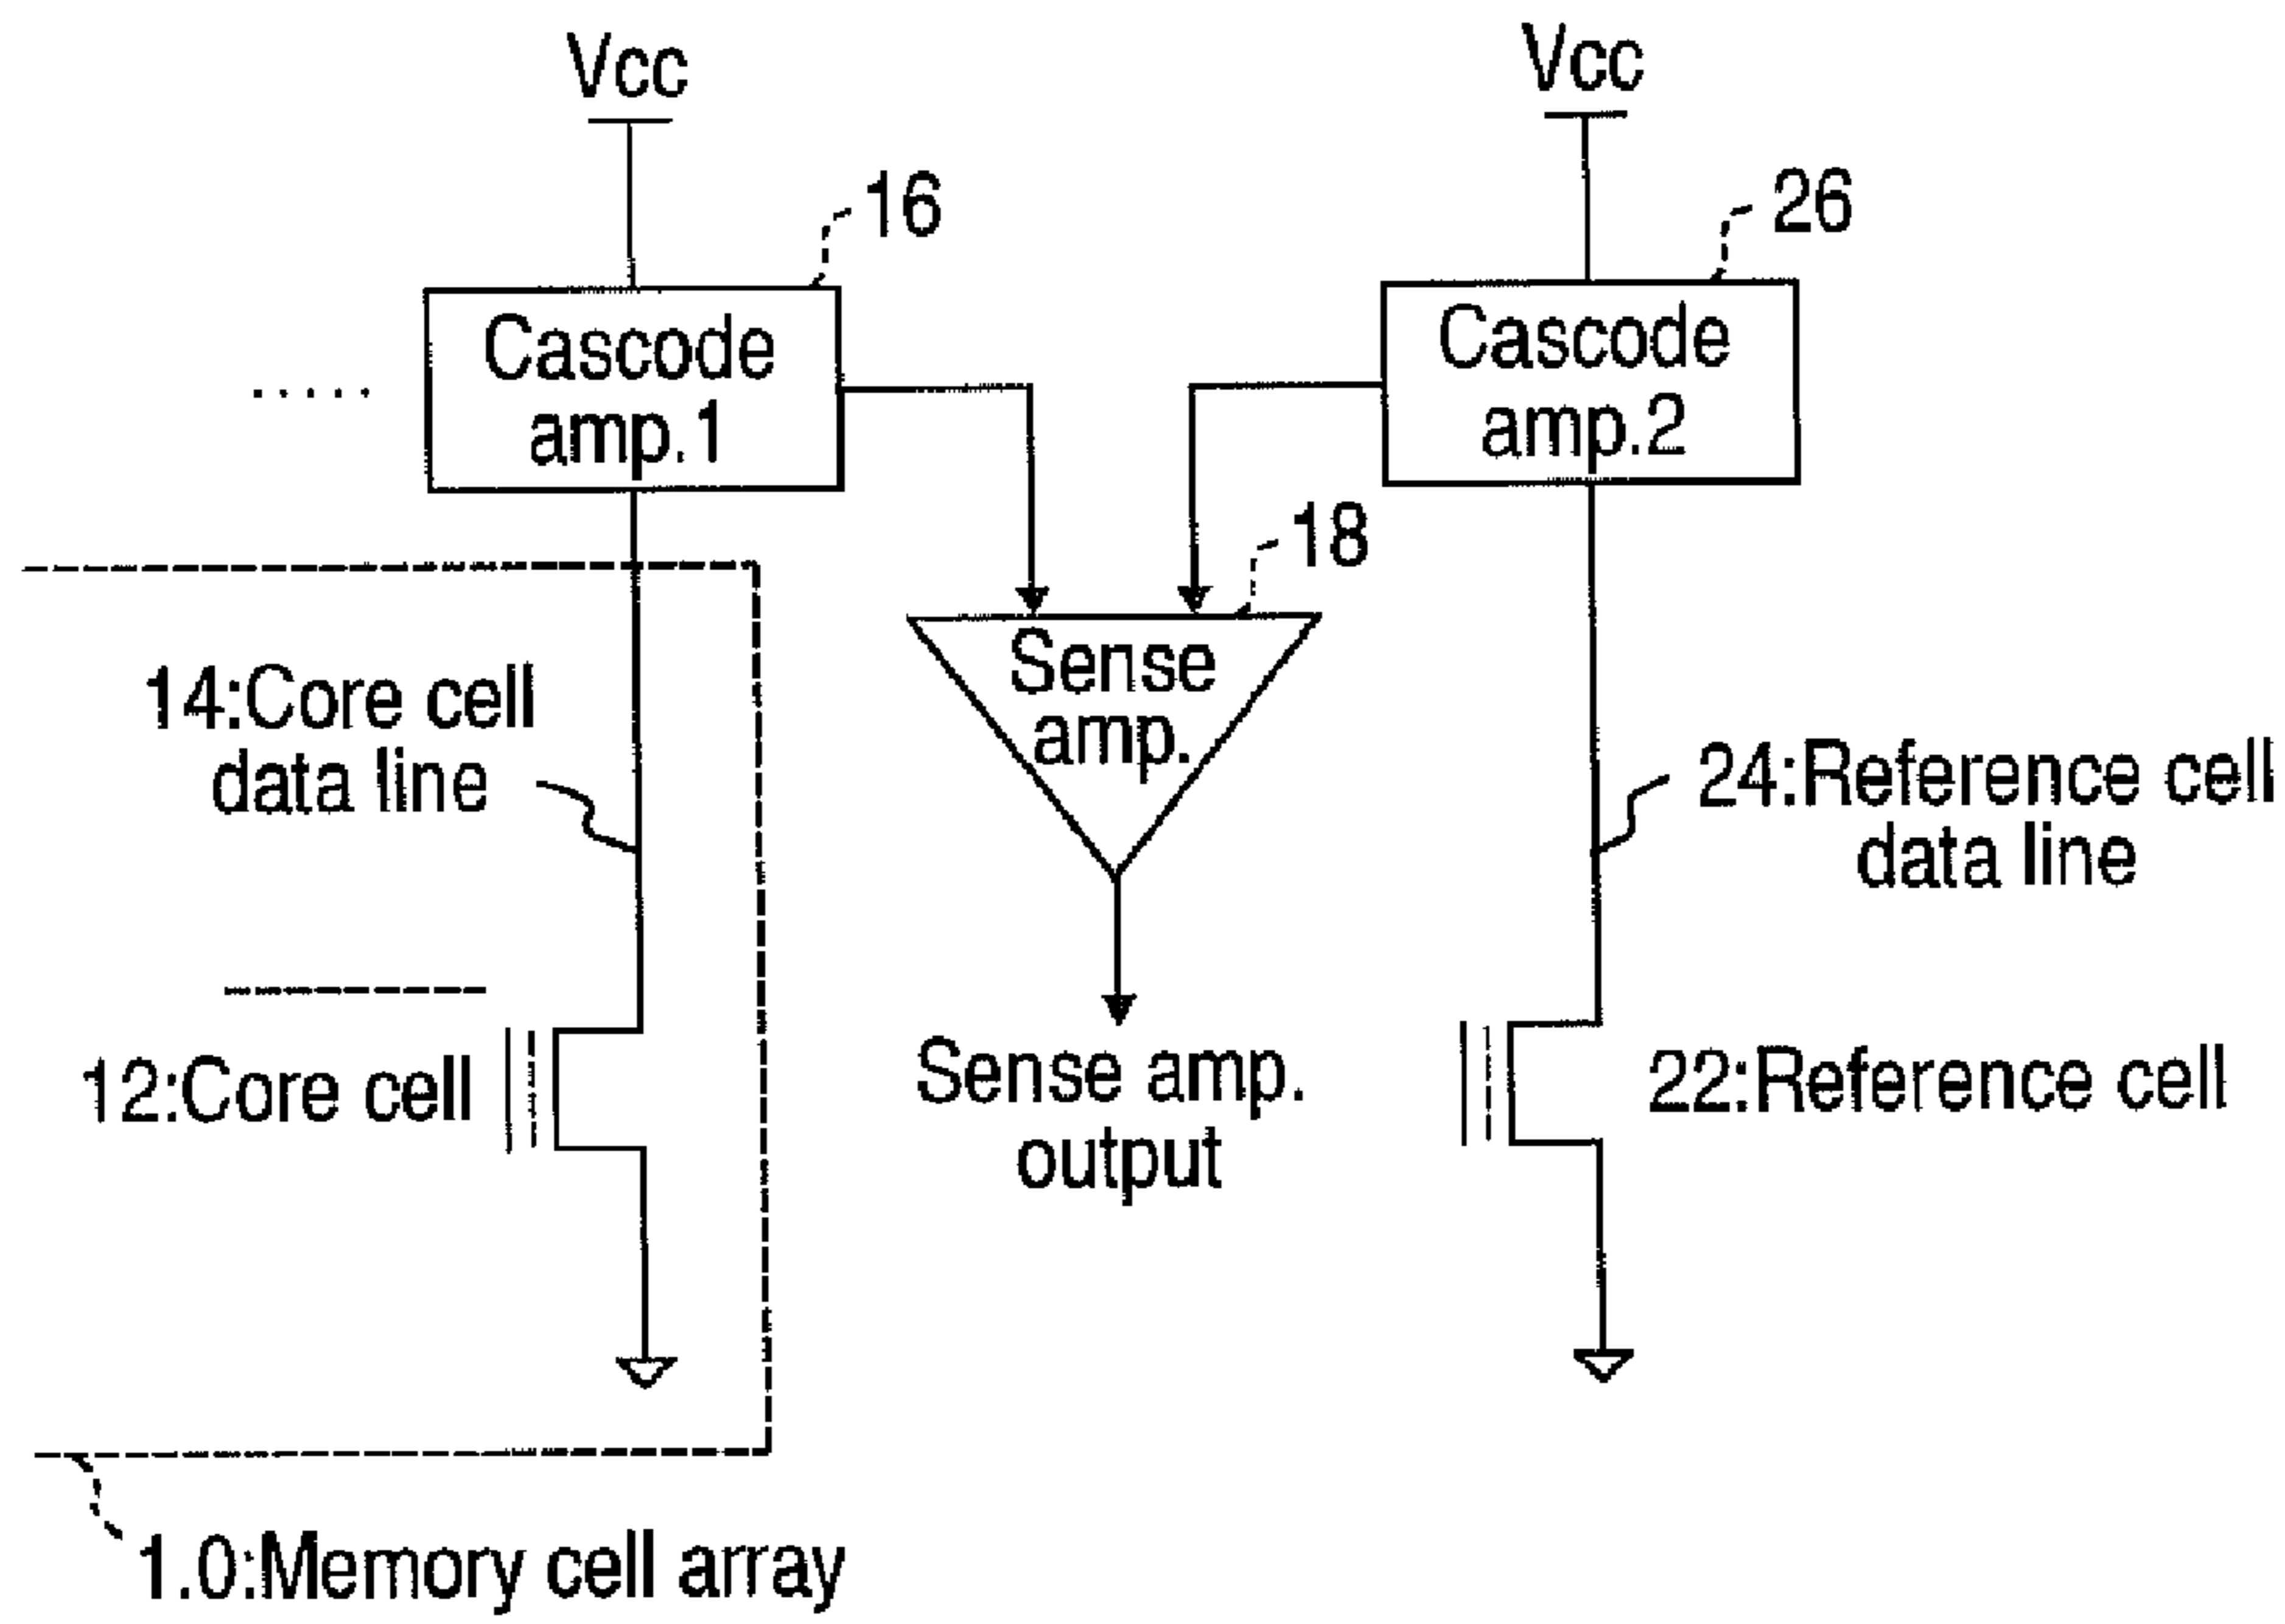 Vcc
Vcc
16
26
Cascode
amp.1
Cascode
amp.2
18
Sense
amp.
14:Core cell
data line
24:Reference cell
data line
12:Core cell
Sense amp.
output
22:Reference cell
1.0:Memory cell array